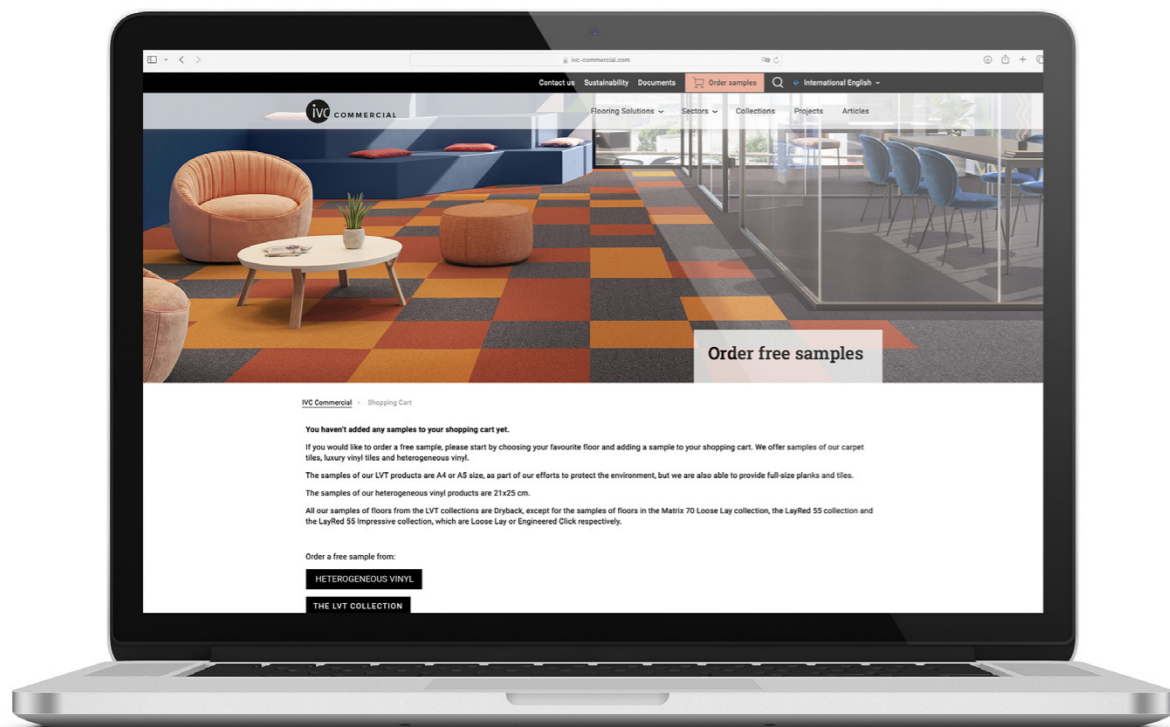 ivc-commercial.com
Contact us Sustainability Documents Order samples International English
ivc COMMERCIAL Flooring Solutions Sectors Collections Projects Articles
Order free samples
IVC Commercial Shopping Cart
You haven't added any samples to your shopping cart yet.
If you would like to order a free sample, please start by choosing your favourite floor and adding a sample to your shopping cart. We offer samples of our carpet
tiles, luxury vinyl tiles and heterogeneous vinyl.
The samples of our LVT products are A4 or A5 size, as part of our efforts to protect the environment, but we are also able to provide full-size planks and tiles.
The samples of our heterogeneous vinyl products are 21x25 cm.
All our samples of floors from the LVT collections are Dryback, except for the samples of floors in the Matrix 70 Loose Lay collection, the LayRed 55 collection and
the LayRed 55 Impressive collection, which are Loose Lay or Engineered Click respectively.
Order a free sample from:
HETEROGENEOUS VINYL
THE LVT COLLECTION